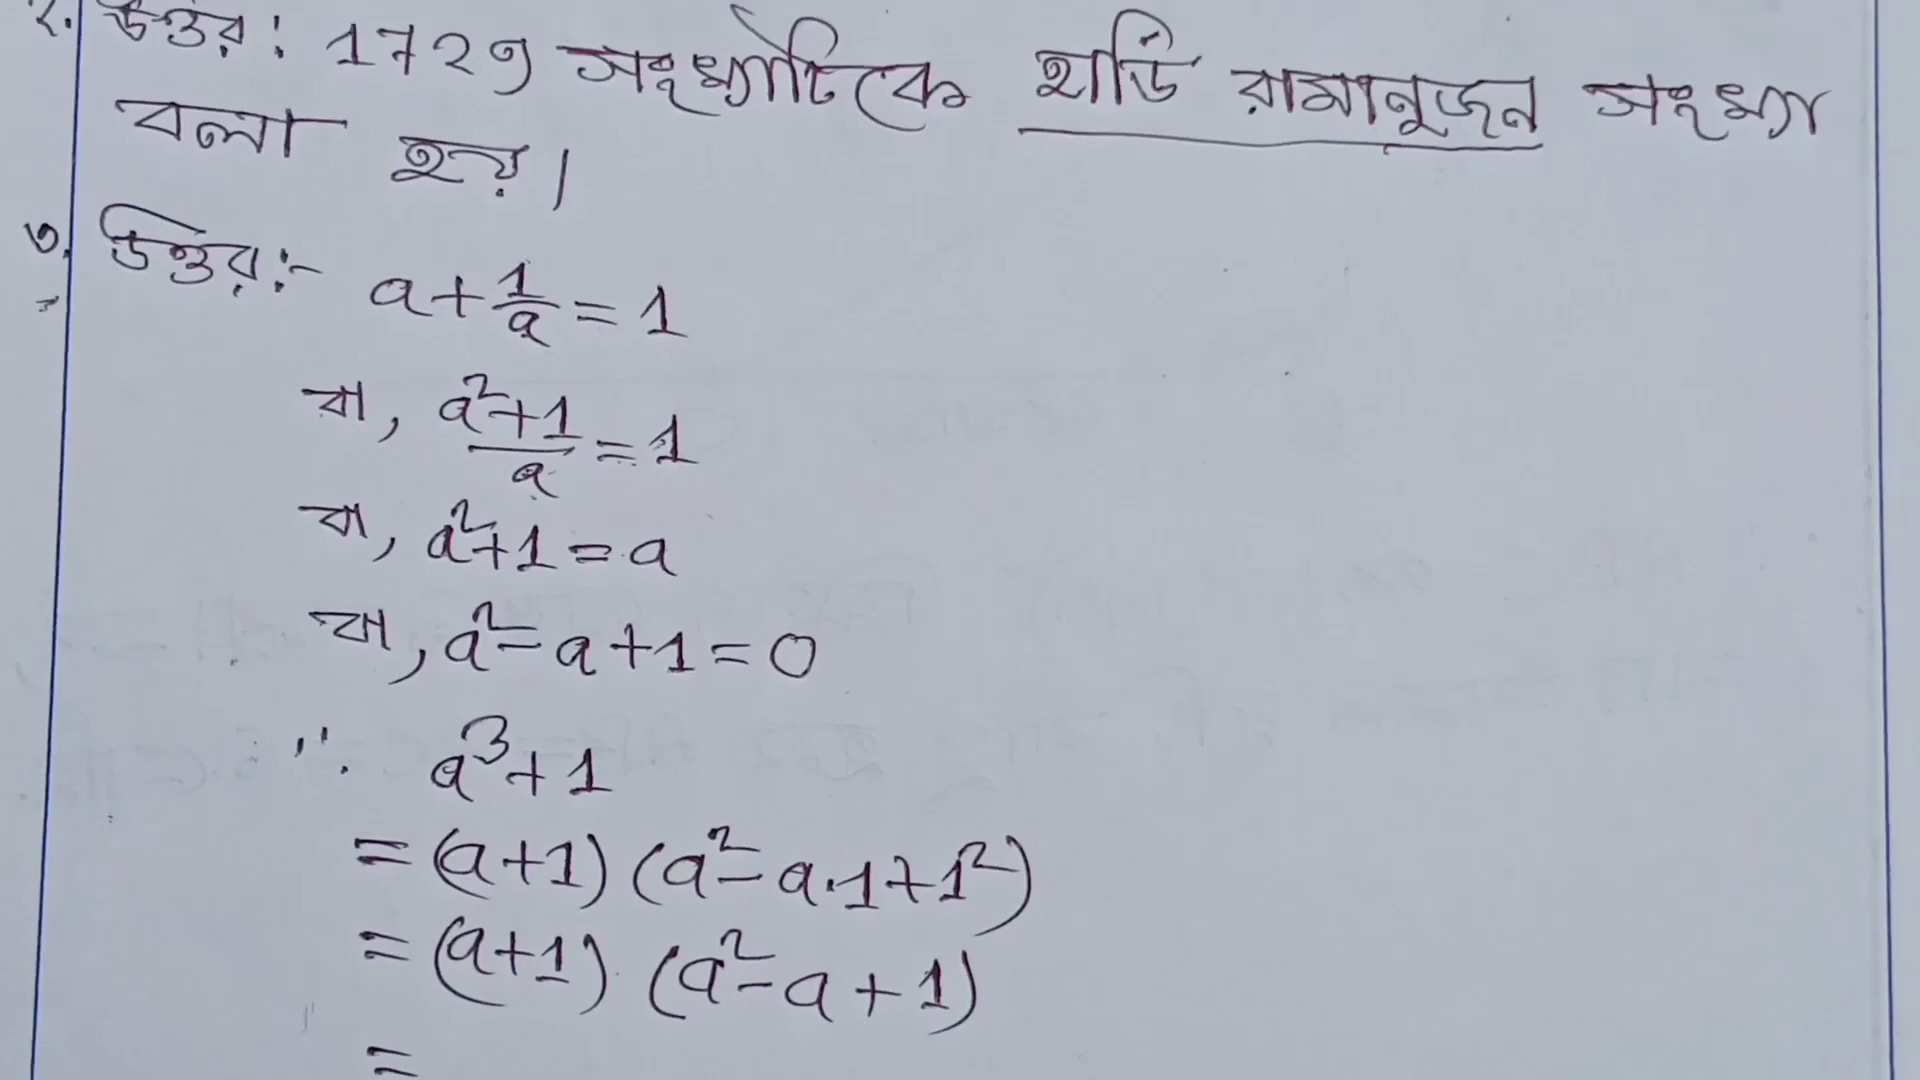 ২. উত্তর: 1729 সংখ্যাটিকে হার্ডি রামানুজন সংখ্যা
বলা হয়।
৩. উত্তর:- a + 1/a = 1
বা, (a²+1)/a = 1
বা, a²+1 = a
বা, a² - a + 1 = 0
∵ a³+1
= (a+1) (a² - a.1 + 1²)
= (a+1) (a² - a + 1)
=